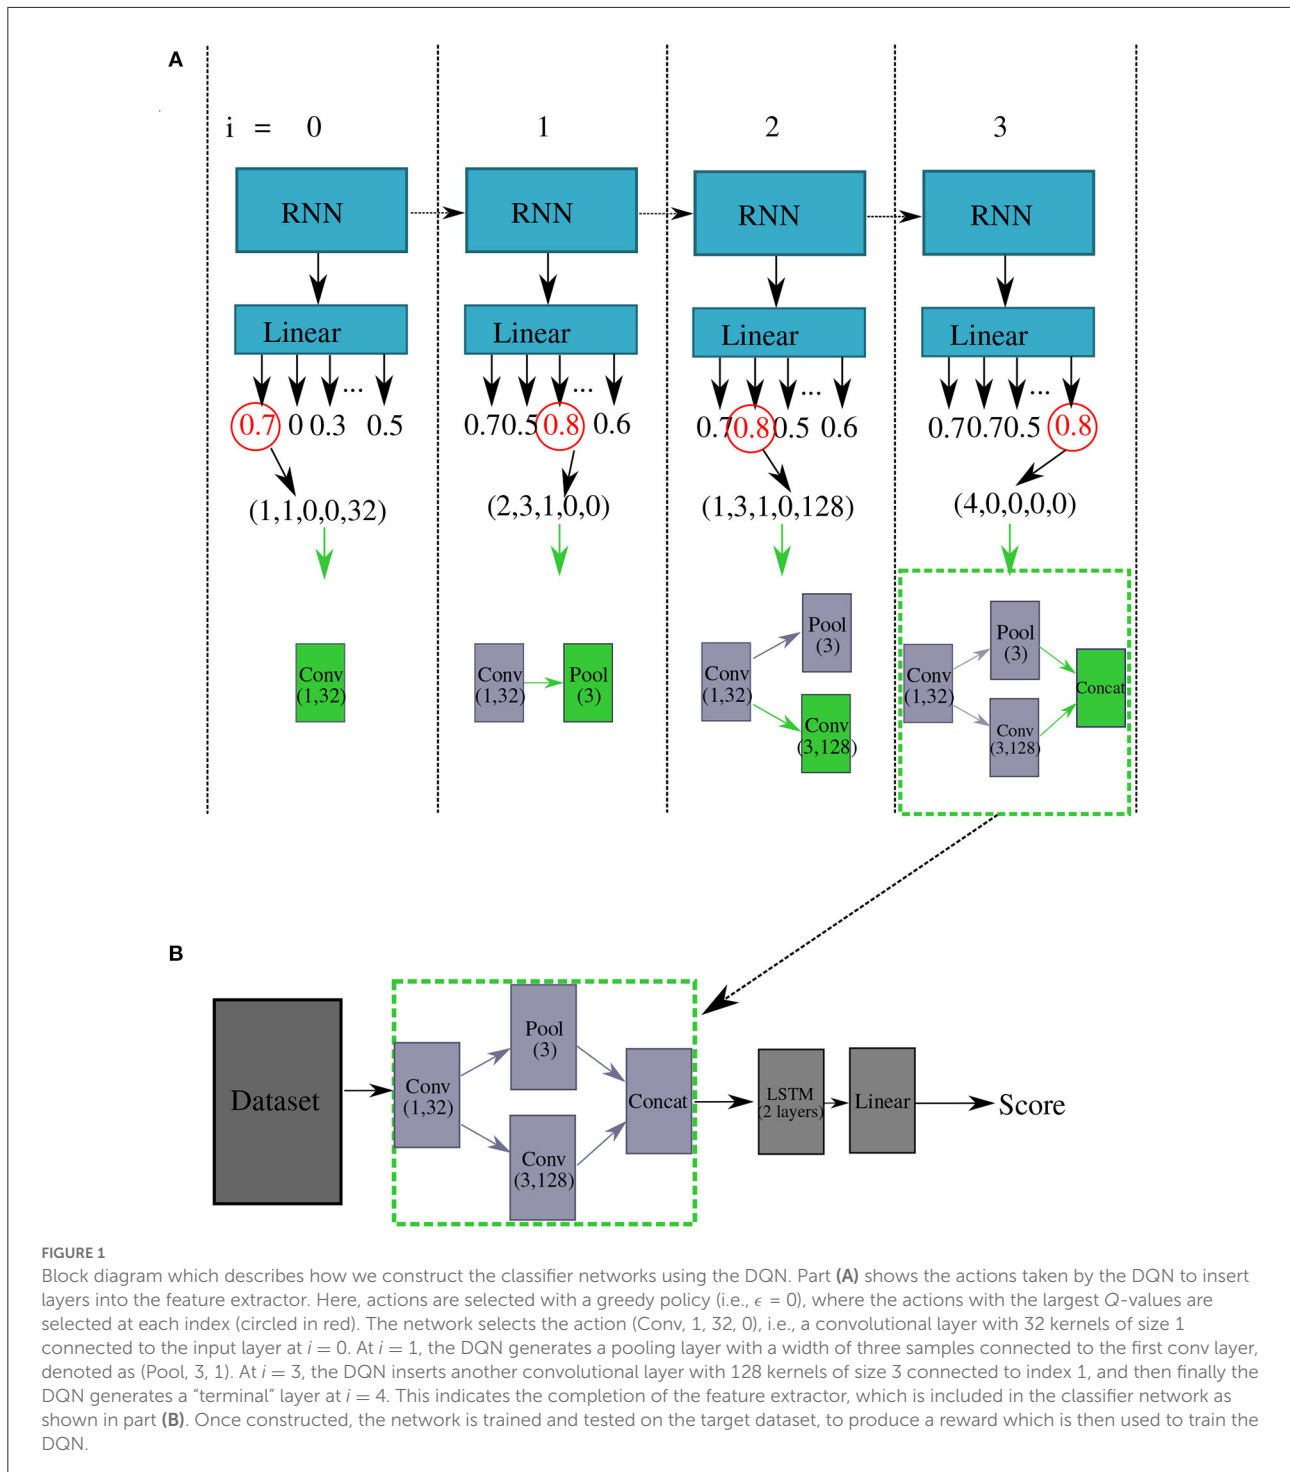 A
i = 0 1 2 3
RNN RNN RNN RNN
Linear Linear Linear Linear
... ... ... ...
0.7 0 0.3 0.5 0.7 0.5 0.8 0.6 0.7 0.8 0.5 0.6 0.7 0.7 0.5 0.8
(1,1,0,0,32) (2,3,1,0,0) (1,3,1,0,128) (4,0,0,0,0)
Conv
(1,32)
Conv
(1,32)
Pool
(3)
Conv
(1,32)
Pool
(3)
Conv
(3,128)
Conv
(1,32)
Pool
(3)
Conv
(3,128)
Concat
B
Dataset
Conv
(1,32)
Pool
(3)
Conv
(3,128)
Concat
LSTM
(2 layers)
Linear
Score
FIGURE 1
Block diagram which describes how we construct the classifier networks using the DQN. Part (A) shows the actions taken by the DQN to insert
layers into the feature extractor. Here, actions are selected with a greedy policy (i.e., ϵ = 0), where the actions with the largest Q-values are
selected at each index (circled in red). The network selects the action (Conv, 1, 32, 0), i.e., a convolutional layer with 32 kernels of size 1
connected to the input layer at i = 0. At i = 1, the DQN generates a pooling layer with a width of three samples connected to the first conv layer,
denoted as (Pool, 3, 1). At i = 3, the DQN inserts another convolutional layer with 128 kernels of size 3 connected to index 1, and then finally the
DQN generates a "terminal" layer at i = 4. This indicates the completion of the feature extractor, which is included in the classifier network as
shown in part (B). Once constructed, the network is trained and tested on the target dataset, to produce a reward which is then used to train the
DQN.